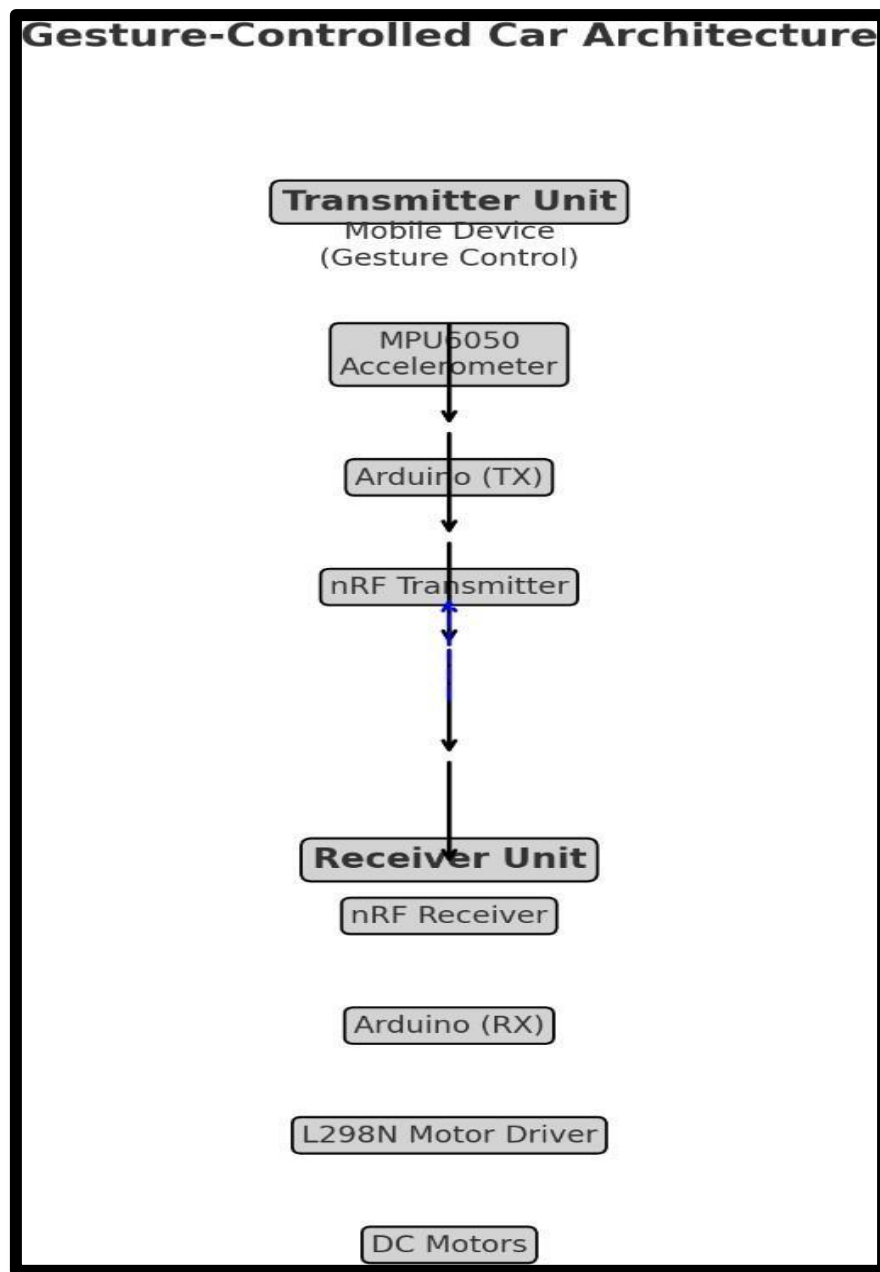 Gesture-Controlled Car Architecture
Transmitter Unit
Mobile Device
(Gesture Control)
MPU6050
Accelerometer
Arduino (TX)
nRF Transmitter
Receiver Unit
nRF Receiver
Arduino (RX)
L298N Motor Driver
DC Motors